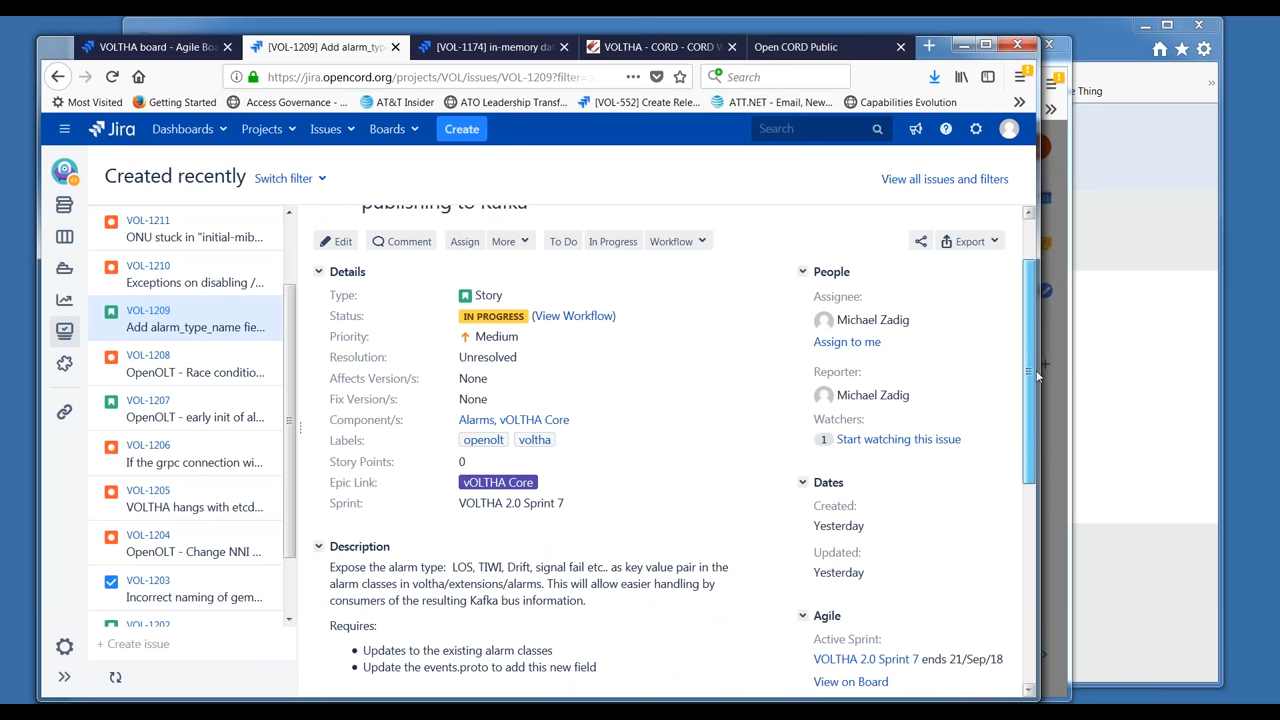 VOLTHA board - Agile Boa
[VOL-1209] Add alarm_typ
[VOL-1174] in-memory dat
VOLTHA - CORD - CORD W
Open CORD Public
https://jira.opencord.org/projects/VOL/issues/VOL-1209?filter=a
Search
Most Visited
Getting Started
Access Governance - ...
AT&T Insider
ATO Leadership Transf...
[VOL-552] Create Rele...
ATT.NET - Email, New...
Capabilities Evolution
e Thing
Jira
Dashboards
Projects
Issues
Boards
Create
Search
Created recently
Switch filter
View all issues and filters
VOL-1211
ONU stuck in "initial-mib...
VOL-1210
Exceptions on disabling /...
VOL-1209
Add alarm_type_name fie...
VOL-1208
OpenOLT - Race conditio...
VOL-1207
OpenOLT - early init of al...
VOL-1206
If the grpc connection wi...
VOL-1205
VOLTHA hangs with etcd...
VOL-1204
OpenOLT - Change NNI ...
VOL-1203
Incorrect naming of gem...
VOL-1202
+ Create issue
publishing to Kafka
Edit
Comment
Assign
More
To Do
In Progress
Workflow
Export
Details
Type: Story
Status: IN PROGRESS (View Workflow)
Priority: Medium
Resolution: Unresolved
Affects Version/s: None
Fix Version/s: None
Component/s: Alarms, vOLTHA Core
Labels: openolt voltha
Story Points: 0
Epic Link: vOLTHA Core
Sprint: VOLTHA 2.0 Sprint 7
Description
Expose the alarm type: LOS, TIWI, Drift, signal fail etc.. as key value pair in the
alarm classes in voltha/extensions/alarms. This will allow easier handling by
consumers of the resulting Kafka bus information.
Requires:
• Updates to the existing alarm classes
• Update the events.proto to add this new field
People
Assignee:
Michael Zadig
Assign to me
Reporter:
Michael Zadig
Watchers:
1 Start watching this issue
Dates
Created:
Yesterday
Updated:
Yesterday
Agile
Active Sprint:
VOLTHA 2.0 Sprint 7 ends 21/Sep/18
View on Board